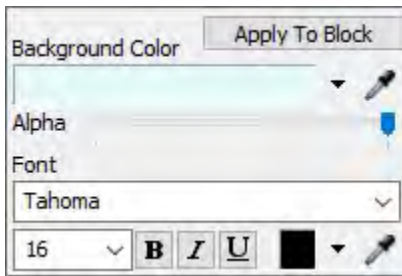 Apply To Block
Background Color
Alpha
Font
Tahoma
16 B I U